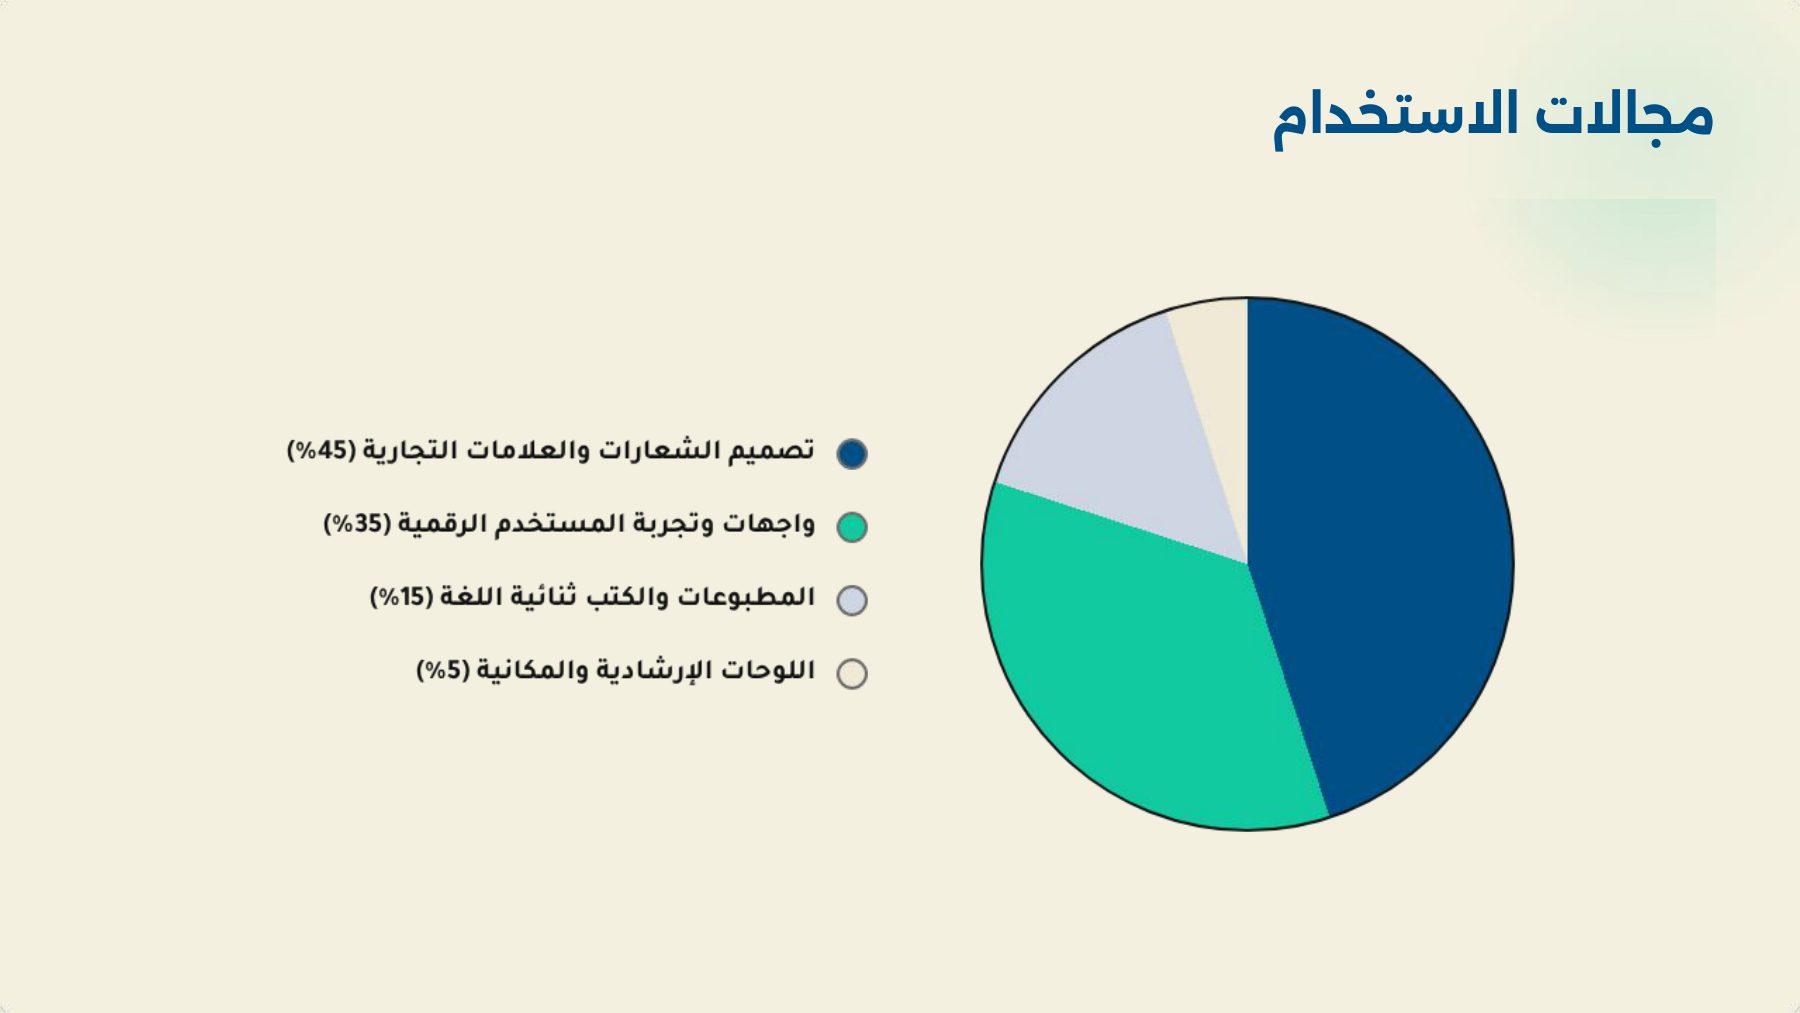 مجالات الاستخدام
تصميم الشعارات والعلامات التجارية (45%)
واجهات وتجربة المستخدم الرقمية (35%)
المطبوعات والكتب ثنائية اللغة (15%)
اللوحات الإرشادية والمكانية (5%)